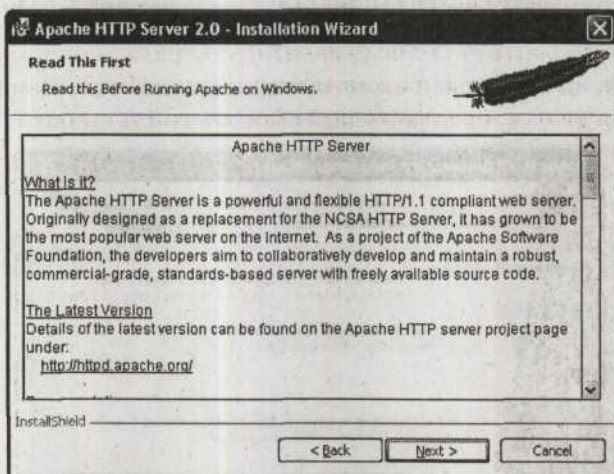 Apache HTTP Server 2.0 - Installation Wizard
Read This First
Read this Before Running Apache on Windows.
Apache HTTP Server
What is it?
The Apache HTTP Server is a powerful and flexible HTTP/1.1 compliant web server.
Originally designed as a replacement for the NCSA HTTP Server, it has grown to be
the most popular web server on the Internet. As a project of the Apache Software
Foundation, the developers aim to collaboratively develop and maintain a robust,
commercial-grade, standards-based server with freely available source code.
The Latest Version
Details of the latest version can be found on the Apache HTTP server project page
under:
http://httpd.apache.org/
InstallShield
< Back
Next >
Cancel